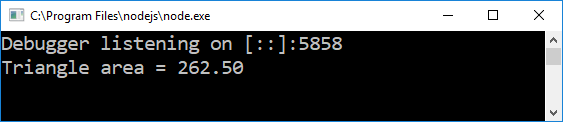 C:\Program Files\nodejs\node.exe
Debugger listening on [::]:5858
Triangle area = 262.50